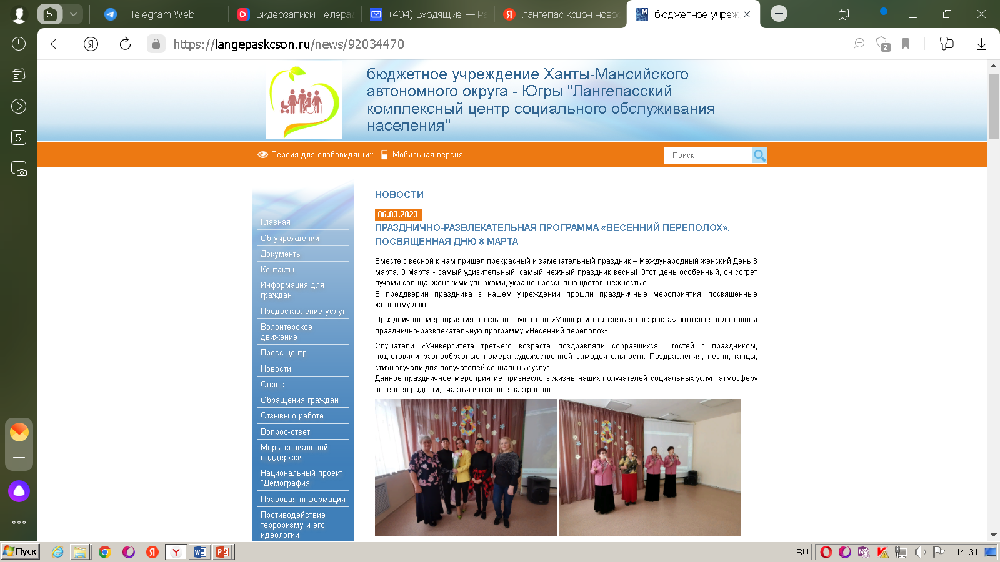 5
Telegram Web
Видеозаписи Телерад
(404) Входящие — Ра
лангепас ксцон новос
бюджетное учреж
https://langepaskcson.ru/news/92034470
2
5
бюджетное учреждение Ханты-Мансийского
автономного округа - Югры "Лангепасский
комплексный центр социального обслуживания
населения"
Версия для слабовидящих
Мобильная версия
Поиск
Главная
Об учреждении
Документы
Контакты
Информация для
граждан
Предоставление услуг
Волонтерское
движение
Пресс-центр
Новости
Опрос
Обращения граждан
Отзывы о работе
Вопрос-ответ
Меры социальной
поддержки
Национальный проект
"Демография"
Правовая информация
Противодействие
терроризму и его
идеологии
НОВОСТИ
06.03.2023
ПРАЗДНИЧНО-РАЗВЛЕКАТЕЛЬНАЯ ПРОГРАММА «ВЕСЕННИЙ ПЕРЕПОЛОХ»,
ПОСВЯЩЕННАЯ ДНЮ 8 МАРТА
Вместе с весной к нам пришел прекрасный и замечательный праздник – Международный женский День 8
марта. 8 Марта - самый удивительный, самый нежный праздник весны! Этот день особенный, он согрет
лучами солнца, женскими улыбками, украшен россыпью цветов, нежностью.
В преддверии праздника в нашем учреждении прошли праздничные мероприятия, посвященные
женскому дню.
Праздничное мероприятия открыли слушатели «Университета третьего возраста», которые подготовили
празднично-развлекательную программу «Весенний переполох».
Слушатели «Университета третьего возраста поздравляли собравшихся гостей с праздником,
подготовили разнообразные номера художественной самодеятельности. Поздравления, песни, танцы,
стихи звучали для получателей социальных услуг.
Данное праздничное мероприятие привнесло в жизнь наших получателей социальных услуг атмосферу
весенней радости, счастья и хорошее настроение.
8
8
Пуск
RU
14:31